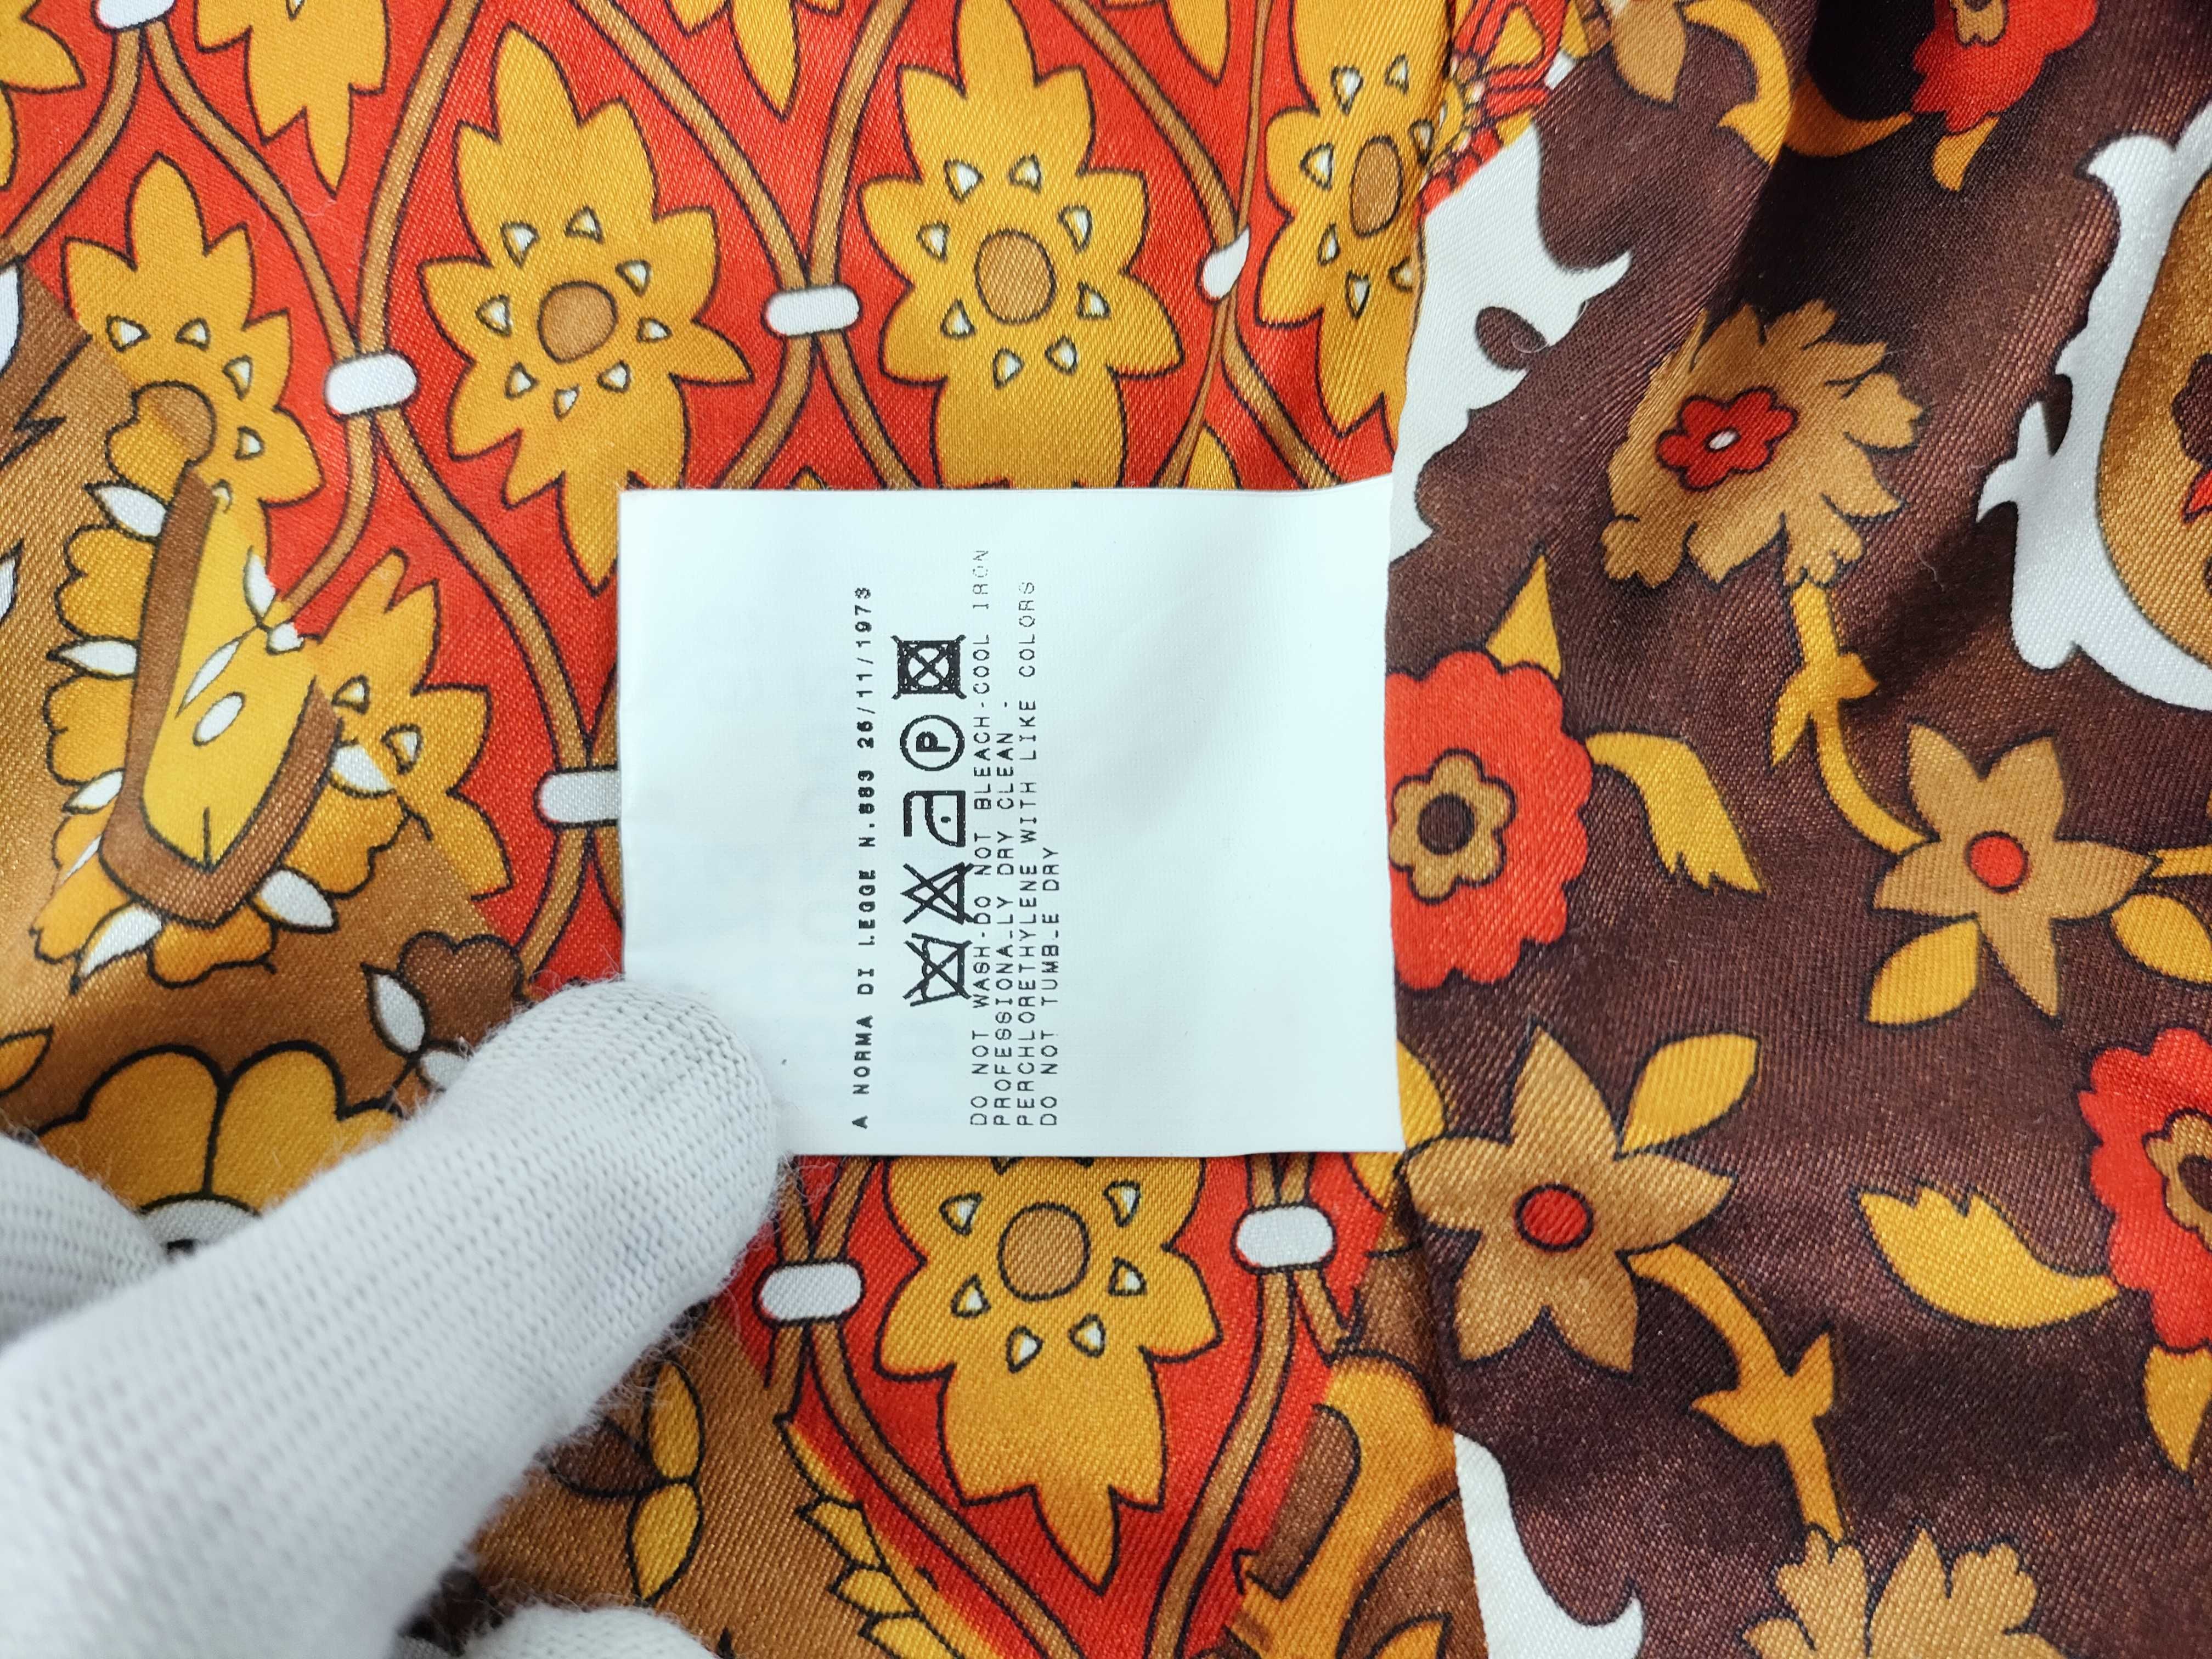 A NORMA DI LEGGE N.883 26/11/1973
P
DO NOT WASH-DO NOT BLEACH-COOL IRON
PROFESSIONALLY DRY CLEAN -
PERCHLORETHYLENE WITH LIKE COLORS
DO NOT TUMBLE DRY